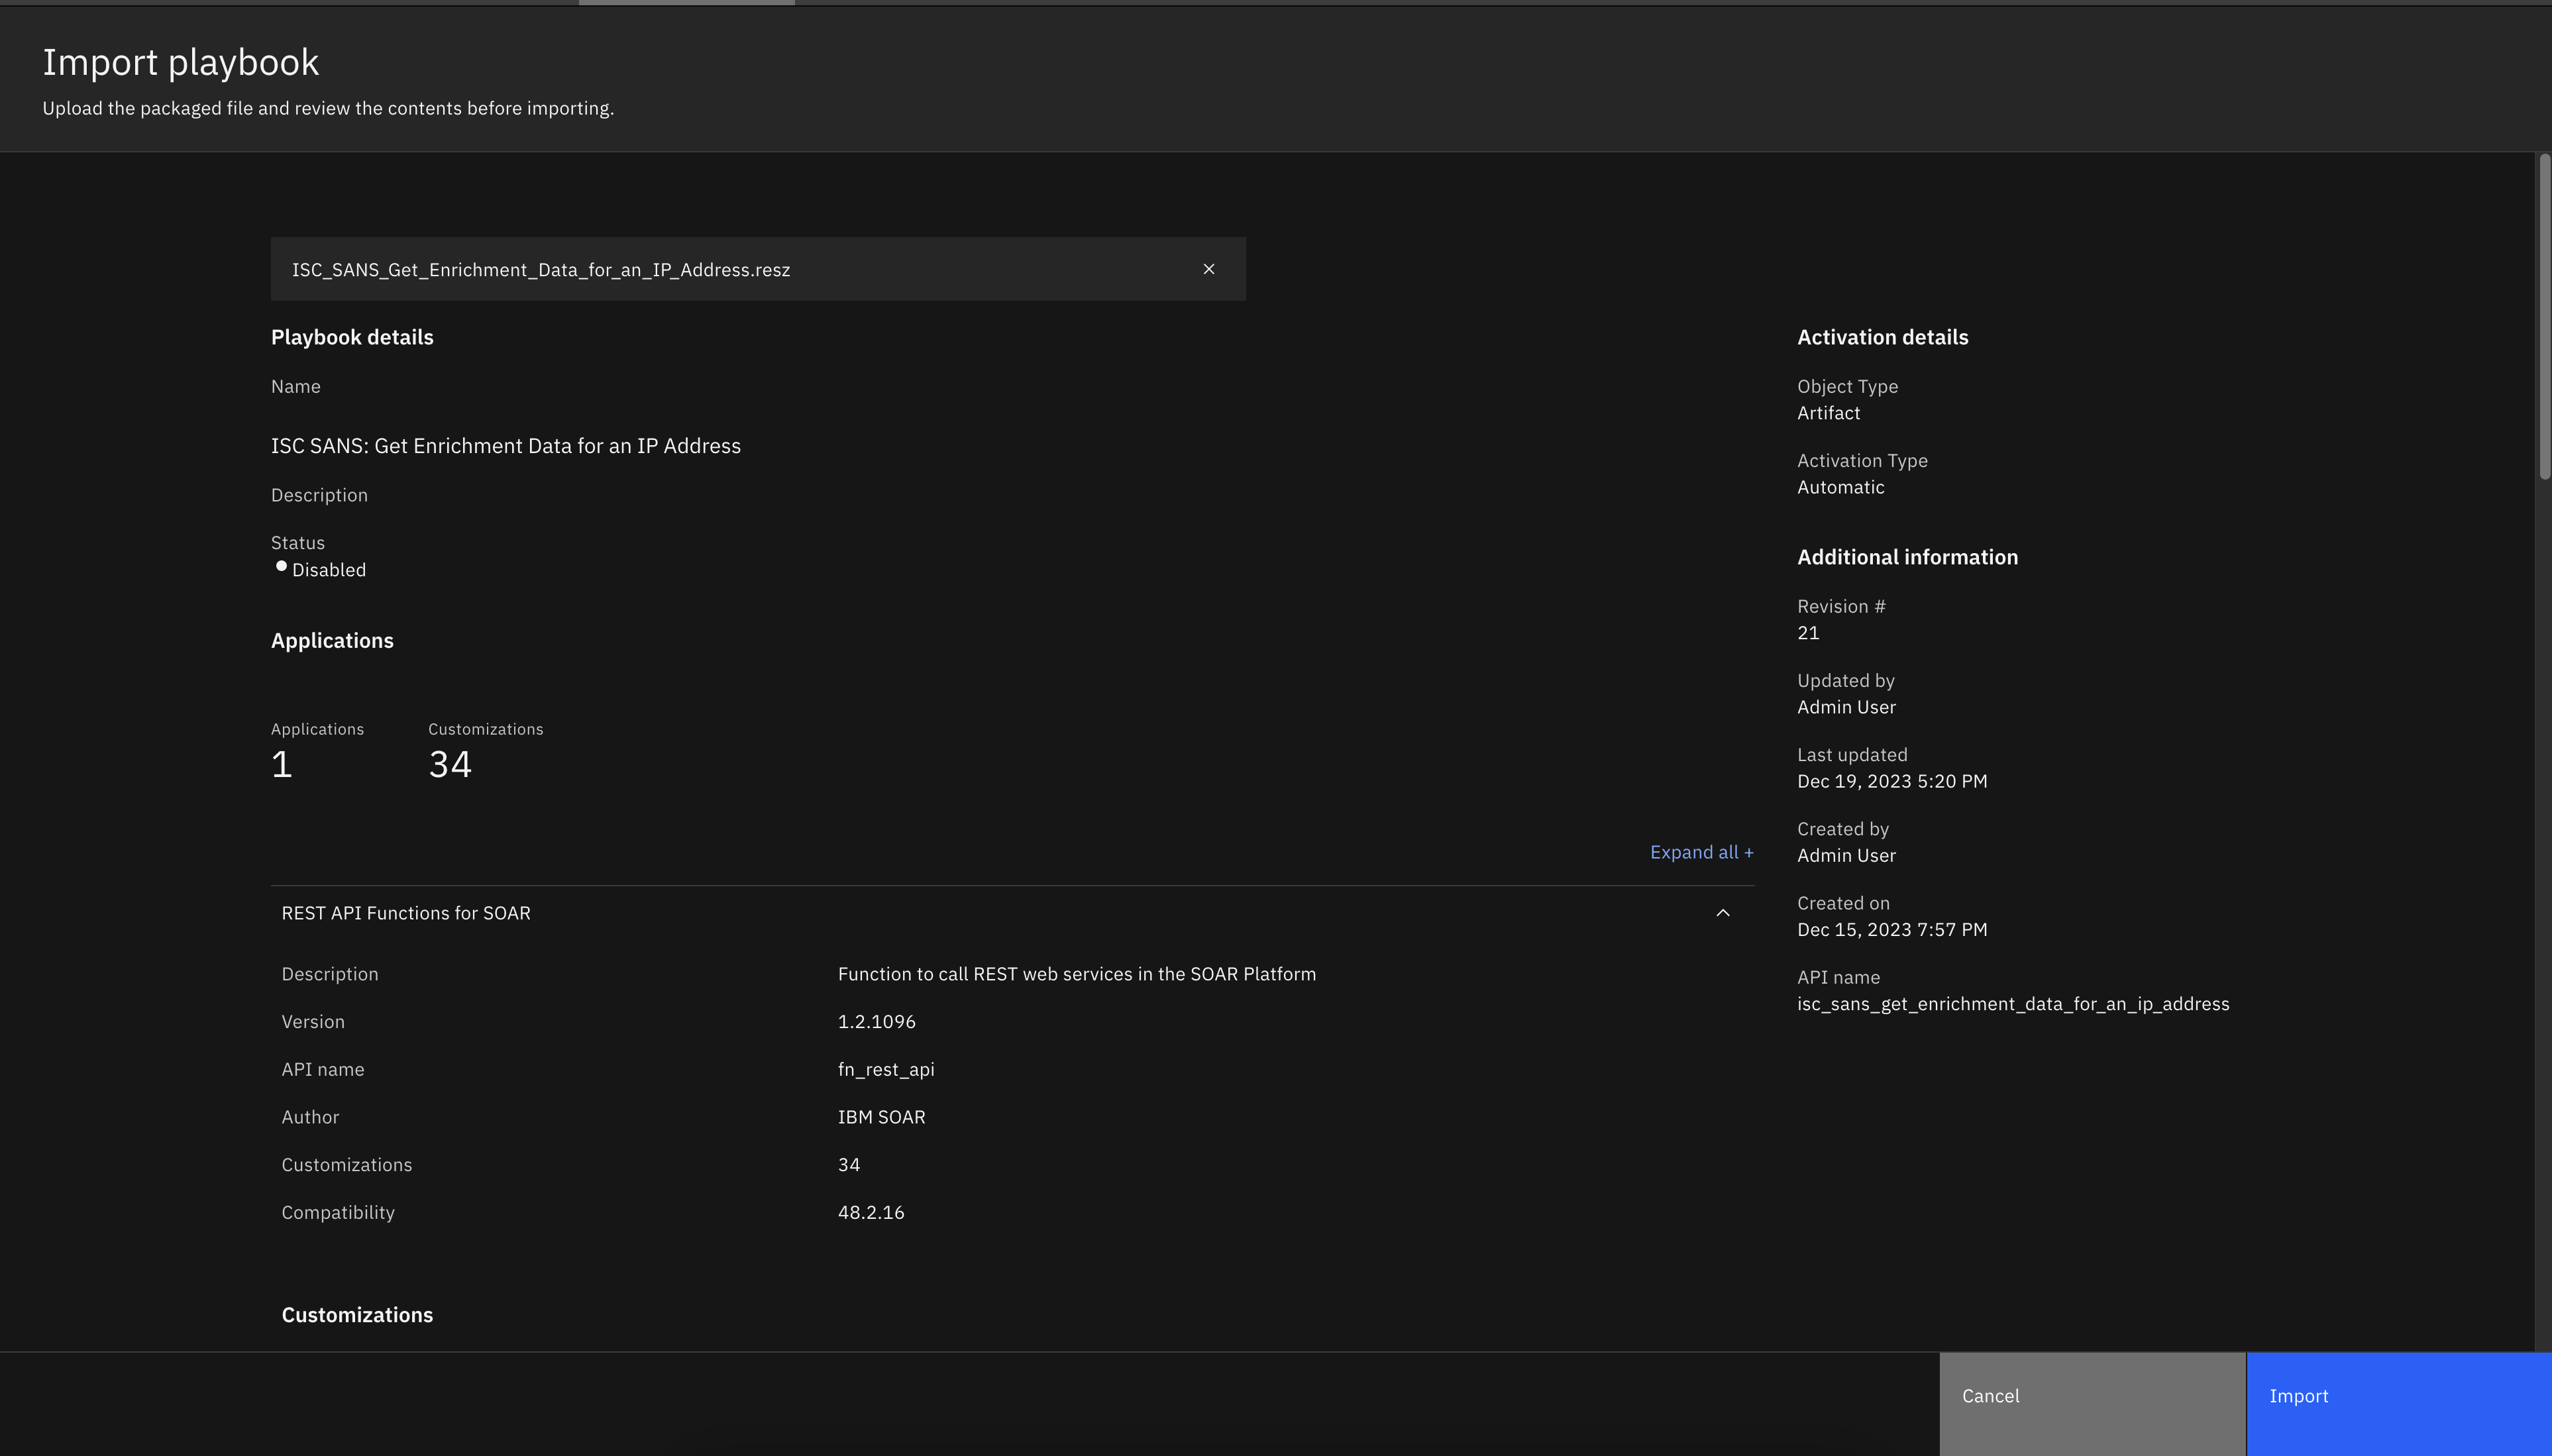 Import playbook
Upload the packaged file and review the contents before importing.
ISC_SANS_Get_Enrichment_Data_for_an_IP_Address.resz
Playbook details
Name
ISC SANS: Get Enrichment Data for an IP Address
Description
Status
Disabled
Applications
Applications
1
Customizations
34
Expand all +
REST API Functions for SOAR
Description
Function to call REST web services in the SOAR Platform
Version
1.2.1096
API name
fn_rest_api
Author
IBM SOAR
Customizations
34
Compatibility
48.2.16
Customizations
Activation details
Object Type
Artifact
Activation Type
Automatic
Additional information
Revision #
21
Updated by
Admin User
Last updated
Dec 19, 2023 5:20 PM
Created by
Admin User
Created on
Dec 15, 2023 7:57 PM
API name
isc_sans_get_enrichment_data_for_an_ip_address
Cancel
Import